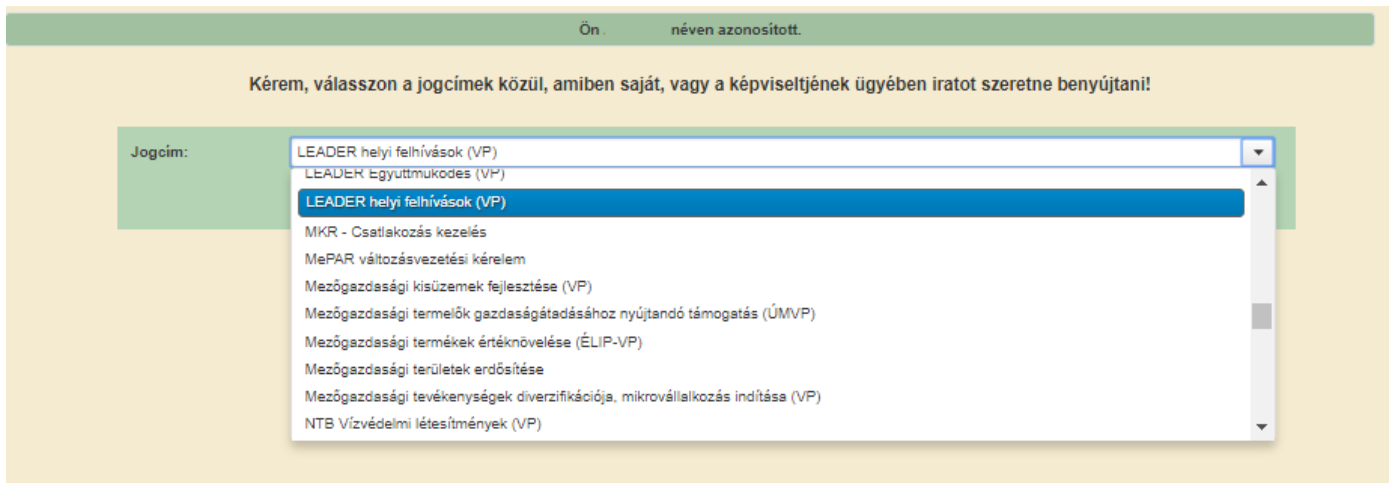 Ön . néven azonosított.
Kérem, válasszon a jogcímek közül, amiben saját, vagy a képviseltjének ügyében iratot szeretne benyújtani!
Jogcím: LEADER helyi felhívások (VP)
LEADER Együttműködés (VP)
LEADER helyi felhívások (VP)
MKR - Csatlakozás kezelés
MePAR változásvezetési kérelem
Mezőgazdasági kisüzemek fejlesztése (VP)
Mezőgazdasági termelők gazdaságátadásához nyújtandó támogatás (ÚMVP)
Mezőgazdasági termékek értéknövelése (ÉLIP-VP)
Mezőgazdasági területek erdősítése
Mezőgazdasági tevékenységek diverzifikációja, mikrovállalkozás indítása (VP)
NTB Vízvédelmi létesítmények (VP)